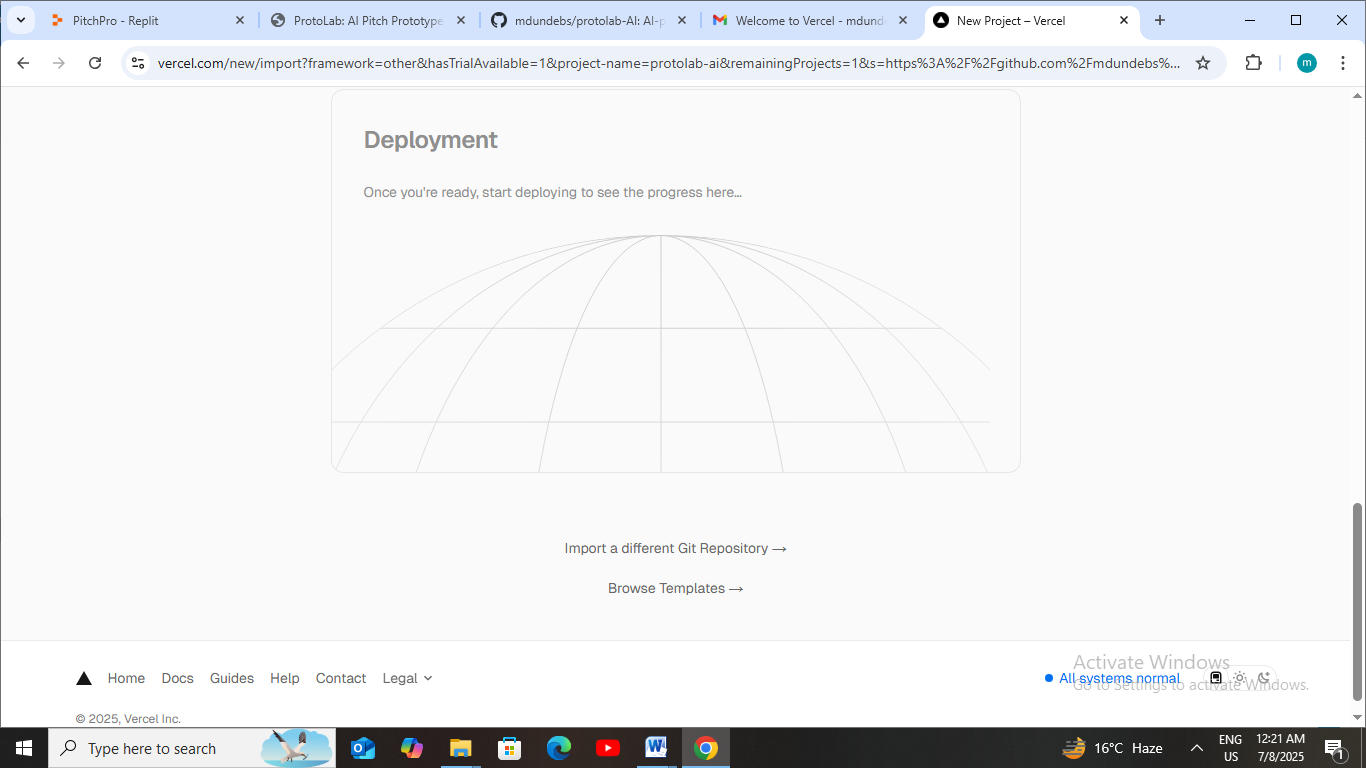 PitchPro - Replit
ProtoLab: AI Pitch Prototype
mdundebs/protolab-AI: AI-p
Welcome to Vercel - mdund
New Project – Vercel
vercel.com/new/import?framework=other&hasTrialAvailable=1&project-name=protolab-ai&remainingProjects=1&s=https%3A%2F%2Fgithub.com%2Fmdundebs%...
m
Deployment
Once you're ready, start deploying to see the progress here...
Import a different Git Repository →
Browse Templates →
Home Docs Guides Help Contact Legal
All systems normal
Activate Windows
Go to Settings to activate Windows.
© 2025, Vercel Inc.
Type here to search
16°C Haze
ENG
US
12:21 AM
7/8/2025
1